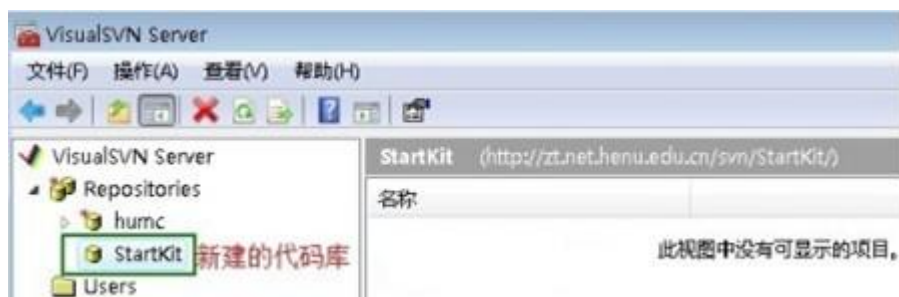 VisualSVN Server
文件(F) 操作(A) 查看(V) 帮助(H)
VisualSVN Server
StartKit (http://zt.net.henu.edu.cn/svn/StartKit/)
Repositories
名称
humc
此视图中没有可显示的项目。
StartKit 新建的代码库
Users